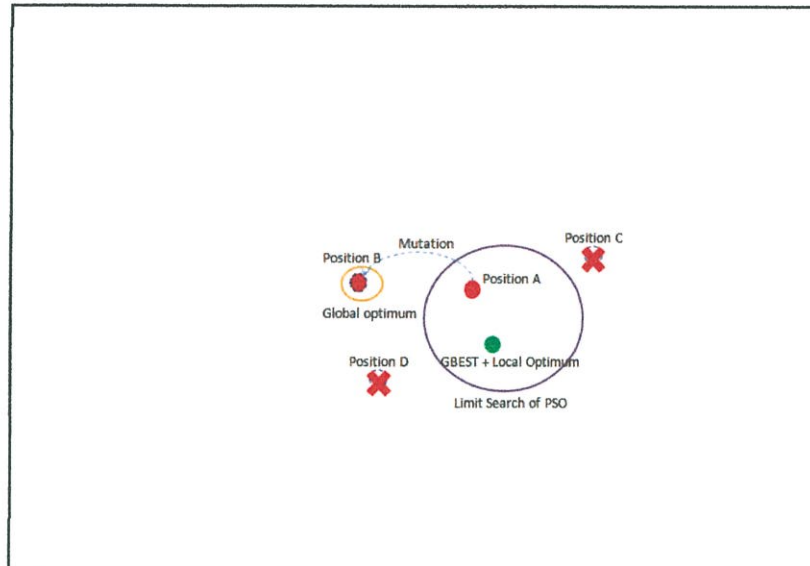 Position C
Mutation
Position B
Position A
Global optimum
Position D
GBEST + Local Optimum
Limit Search of PSO